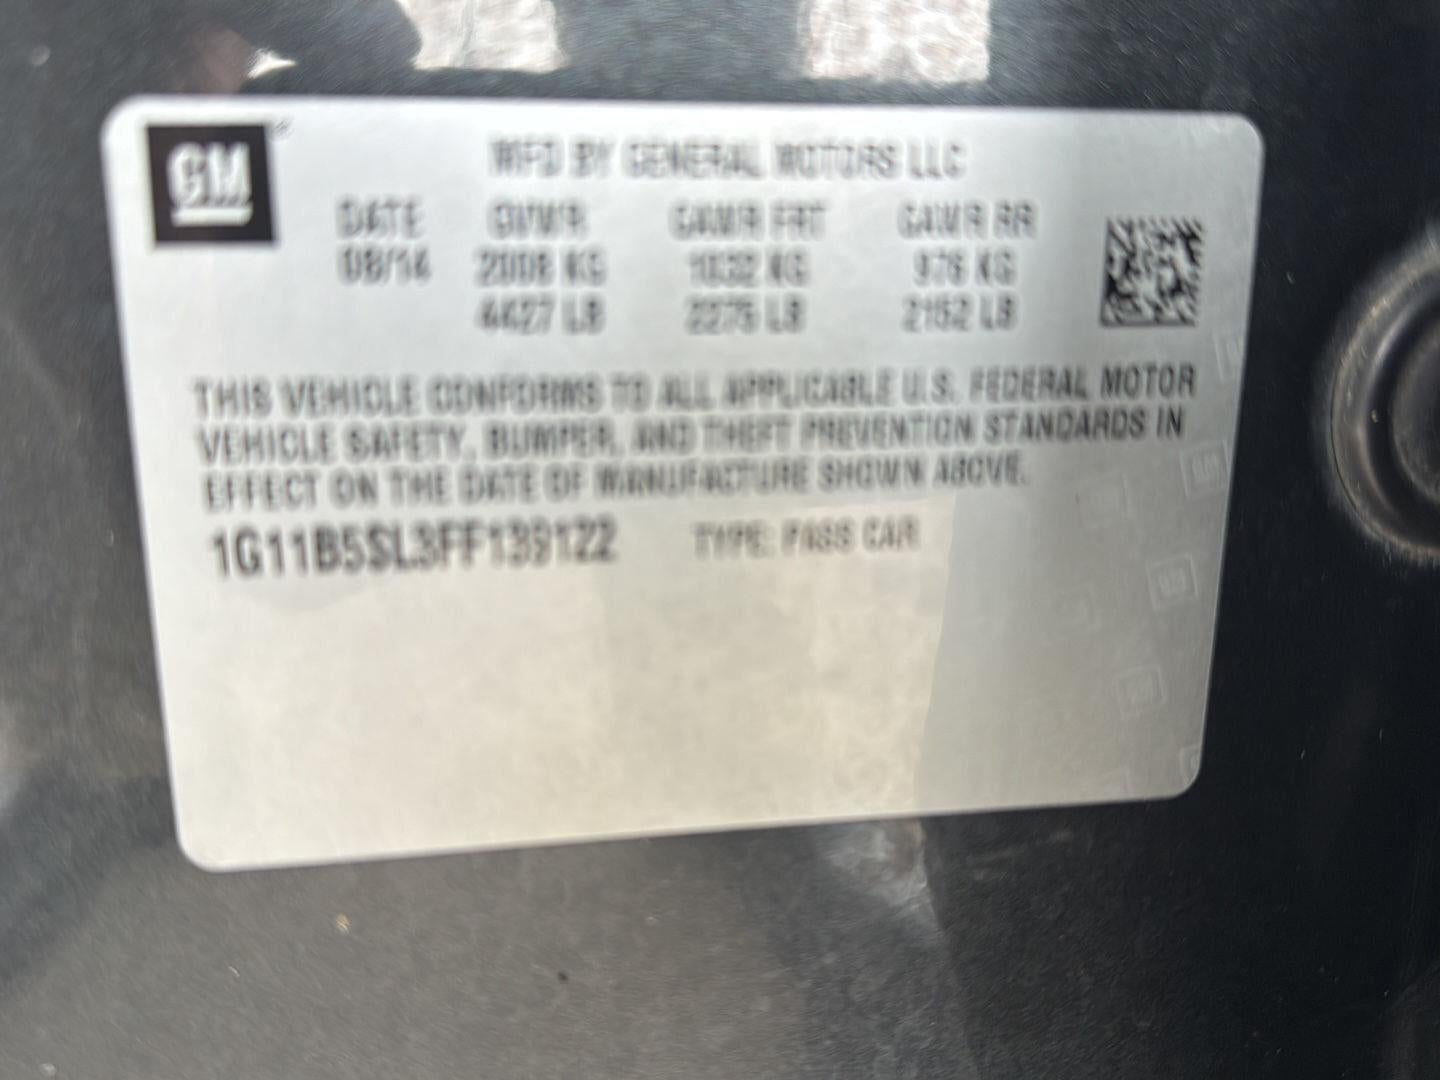 GM
MFD BY GENERAL MOTORS LLC
DATE GVWR GAWR FRT GAWR RR
08/14 2008 KG 1032 KG 976 KG
4427 LB 2275 LB 2152 LB
THIS VEHICLE CONFORMS TO ALL APPLICABLE U.S. FEDERAL MOTOR
VEHICLE SAFETY, BUMPER, AND THEFT PREVENTION STANDARDS IN
EFFECT ON THE DATE OF MANUFACTURE SHOWN ABOVE.
1G11B5SL3FF139122 TYPE: PASS CAR